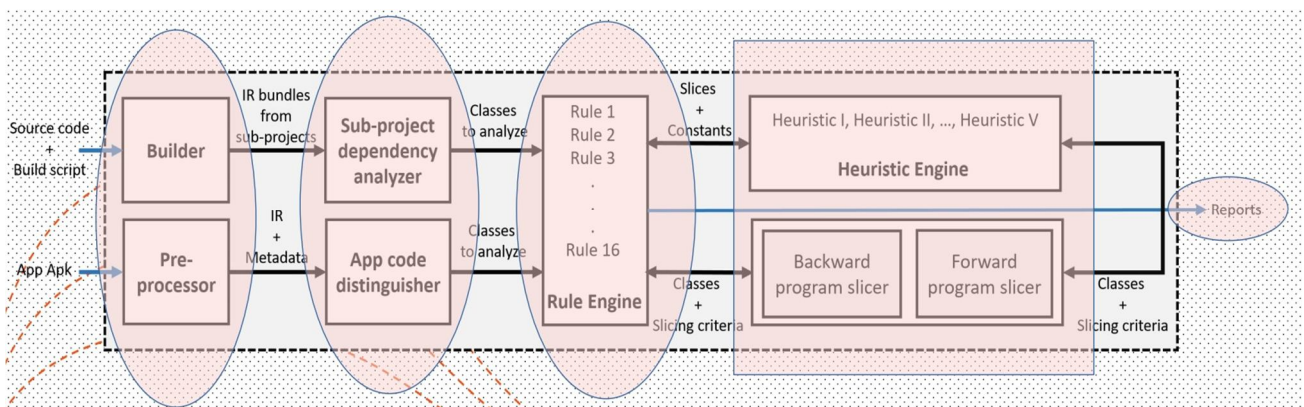 Source code
+
Build script
App Apk
Builder
Pre-
processor
IR bundles
from
sub-projects
IR
+
Metadata
Sub-project
dependency
analyzer
App code
distinguisher
Classes
to analyze
Classes
to analyze
Rule 1
Rule 2
Rule 3
.
.
.
Rule 16
Rule Engine
Slices
+
Constants
Classes
+
Slicing criteria
Heuristic I, Heuristic II, ..., Heuristic V
Heuristic Engine
Backward
program slicer
Forward
program slicer
Classes
+
Slicing criteria
Reports